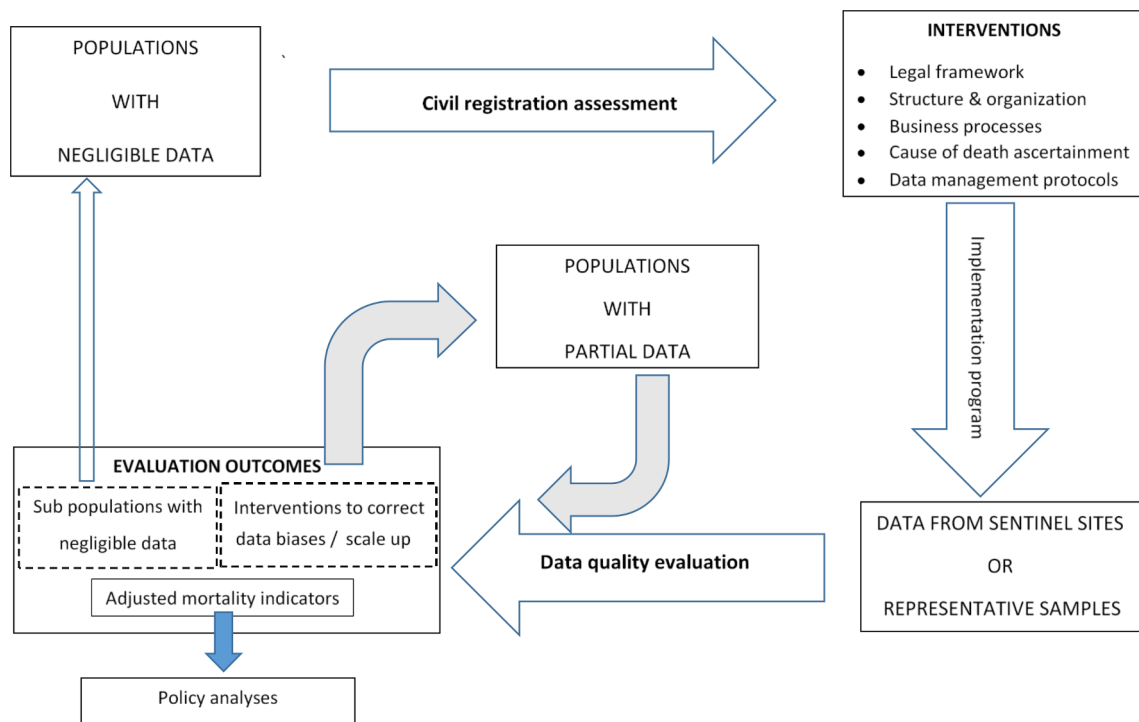 POPULATIONS
WITH
NEGLIGIBLE DATA
`
Civil registration assessment
INTERVENTIONS
• Legal framework
• Structure & organization
• Business processes
• Cause of death ascertainment
• Data management protocols
Implementation program
POPULATIONS
WITH
PARTIAL DATA
EVALUATION OUTCOMES
Sub populations with
negligible data
Interventions to correct
data biases / scale up
Adjusted mortality indicators
Data quality evaluation
DATA FROM SENTINEL SITES
OR
REPRESENTATIVE SAMPLES
Policy analyses